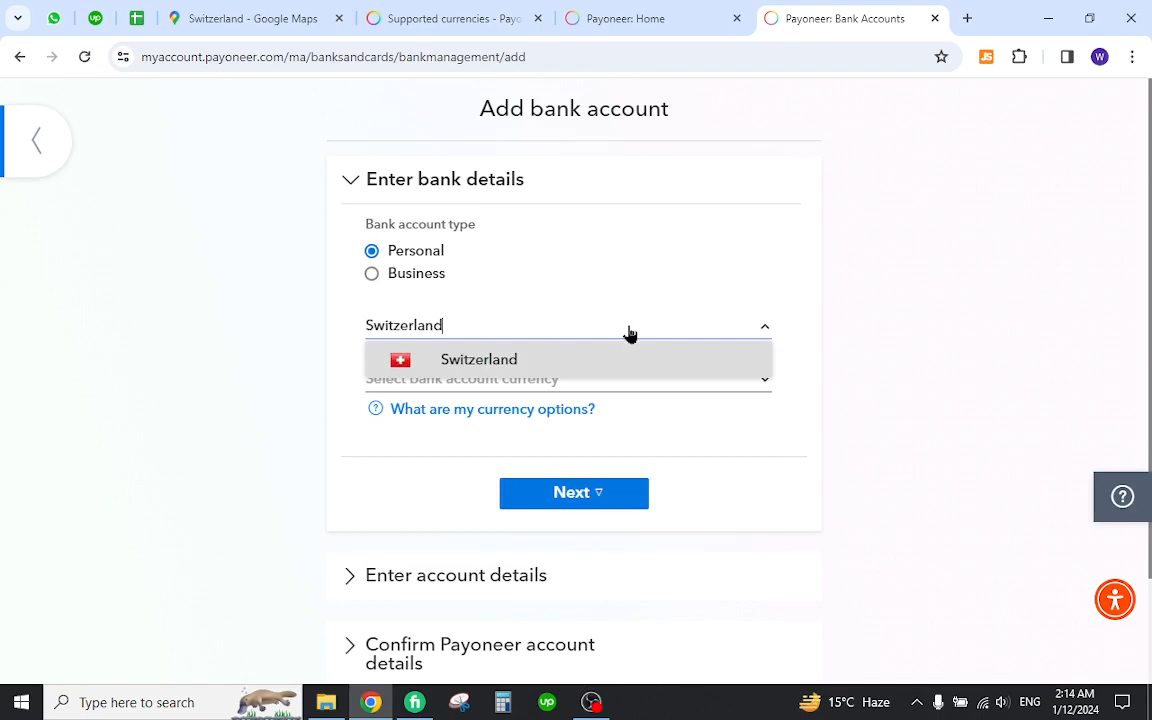 Switzerland - Google Maps
Supported currencies - Payo
Payoneer: Home
Payoneer: Bank Accounts
myaccount.payoneer.com/ma/banksandcards/bankmanagement/add
JS
W
Add bank account
Enter bank details
Bank account type
Personal
Business
Switzerland
Switzerland
Select bank account currency
? What are my currency options?
Next
?
Enter account details
Confirm Payoneer account
details
Type here to search
fi
up
15°C Haze
ENG
2:14 AM
1/12/2024